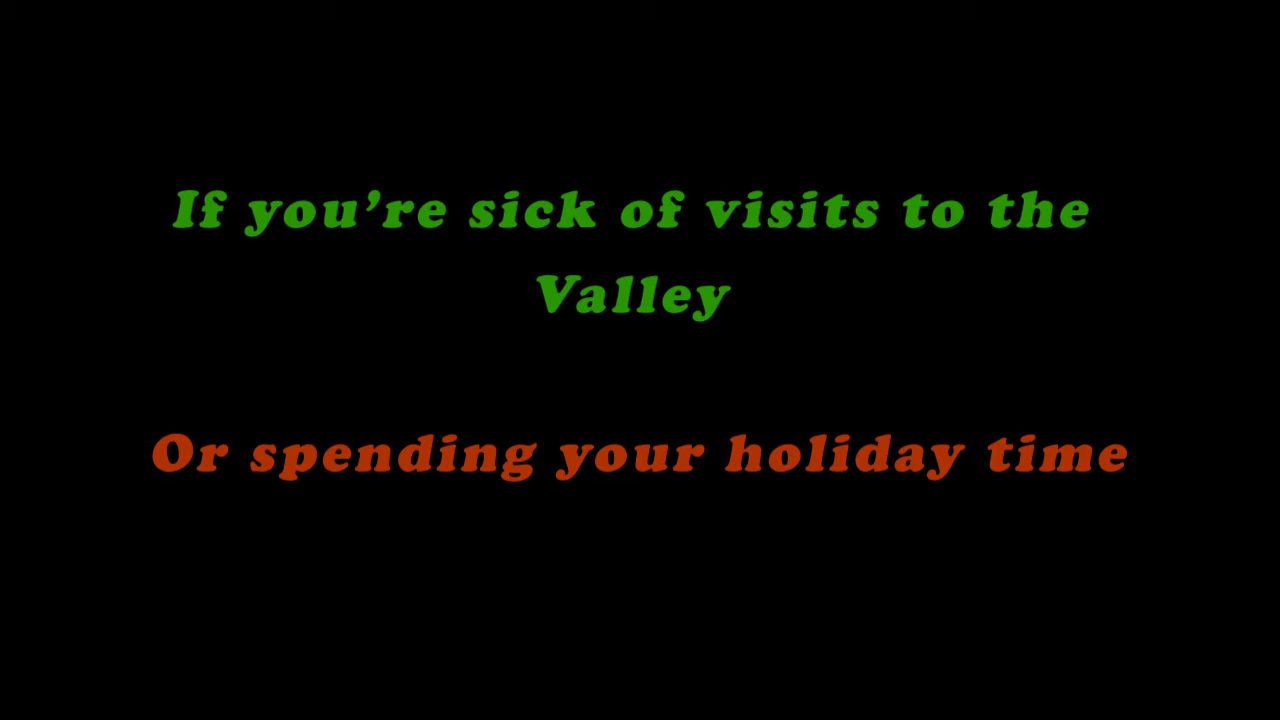 If you’re sick of visits to the
Valley
Or spending your holiday time